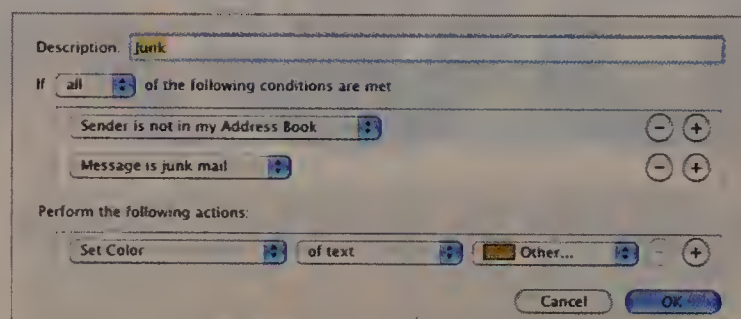 Description: Junk
If all of the following conditions are met
Sender is not in my Address Book
Message is junk mail
Perform the following actions:
Set Color of text Other...
Cancel OK